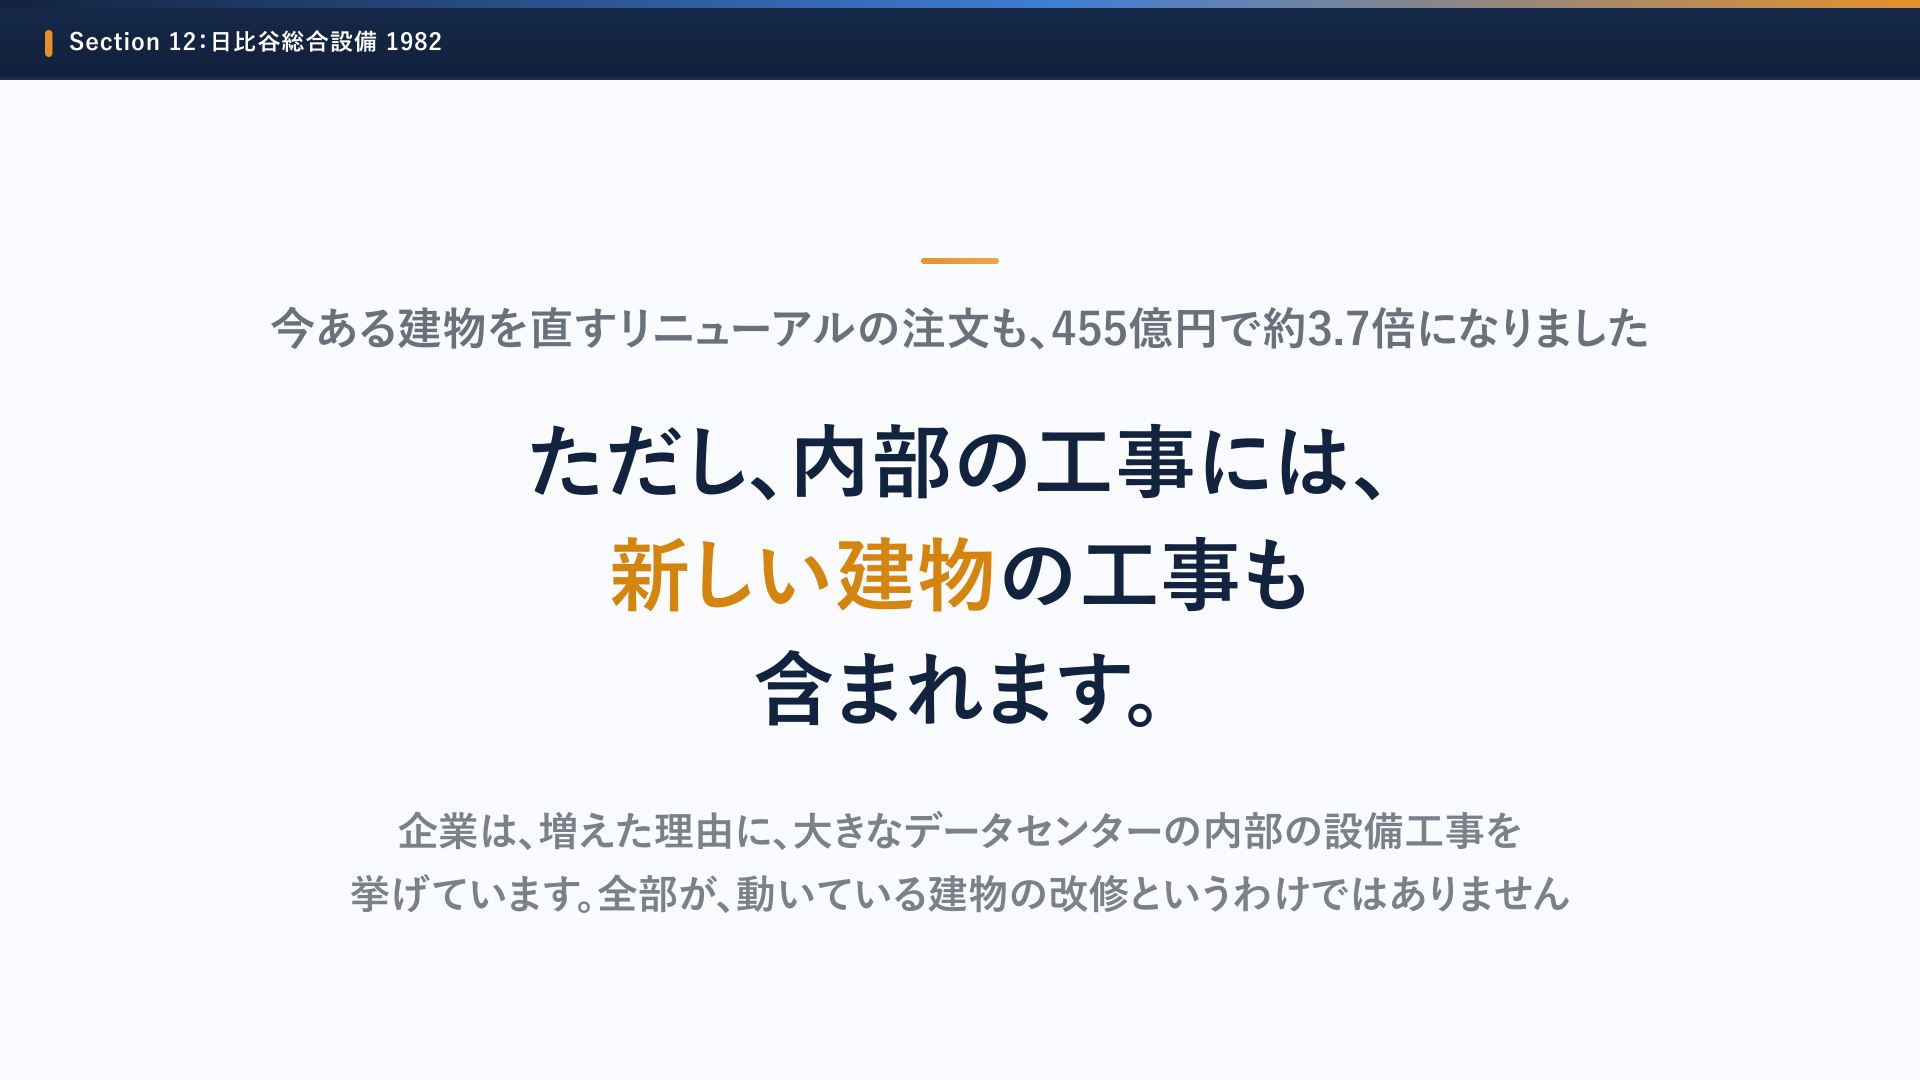 Section 12：日比谷総合設備 1982
今ある建物を直すリニューアルの注文も、455億円で約3.7倍になりました
ただし、内部の工事には、
新しい建物の工事も
含まれます。
企業は、増えた理由に、大きなデータセンターの内部の設備工事を
挙げています。全部が、動いている建物の改修というわけではありません